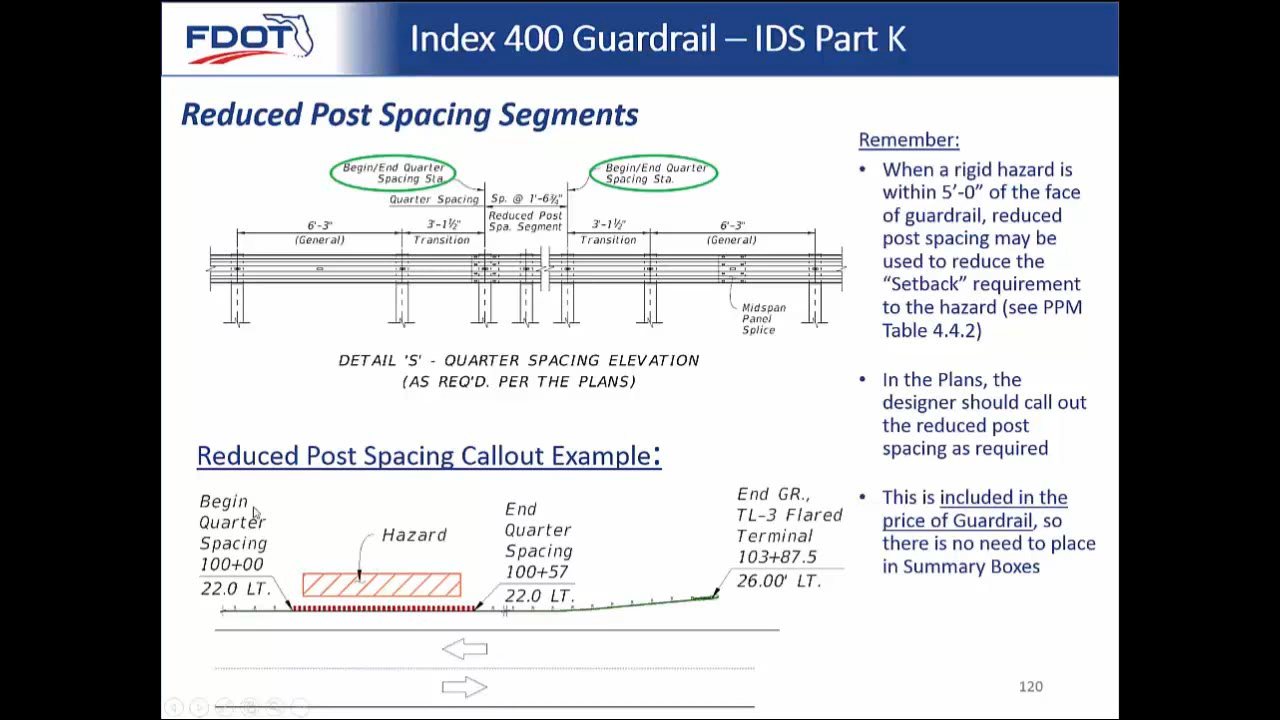 FDOT
Index 400 Guardrail – IDS Part K
Reduced Post Spacing Segments
Begin/End Quarter
Spacing Sta.
Begin/End Quarter
Spacing Sta.
Quarter Spacing
Sp. @ 1'-6¾"
Reduced Post
Spa. Segment
6'-3"
(General)
3'-1½"
Transition
3'-1½"
Transition
6'-3"
(General)
Midspan
Panel
Splice
DETAIL 'S' - QUARTER SPACING ELEVATION
(AS REQ'D. PER THE PLANS)
Reduced Post Spacing Callout Example:
Begin
Quarter
Spacing
100+00
22.0 LT.
Hazard
End
Quarter
Spacing
100+57
22.0 LT.
End GR.,
TL-3 Flared
Terminal
103+87.5
26.00' LT.
Remember:
• When a rigid hazard is
within 5'-0" of the face
of guardrail, reduced
post spacing may be
used to reduce the
“Setback” requirement
to the hazard (see PPM
Table 4.4.2)
• In the Plans, the
designer should call out
the reduced post
spacing as required
• This is included in the
price of Guardrail, so
there is no need to place
in Summary Boxes
120